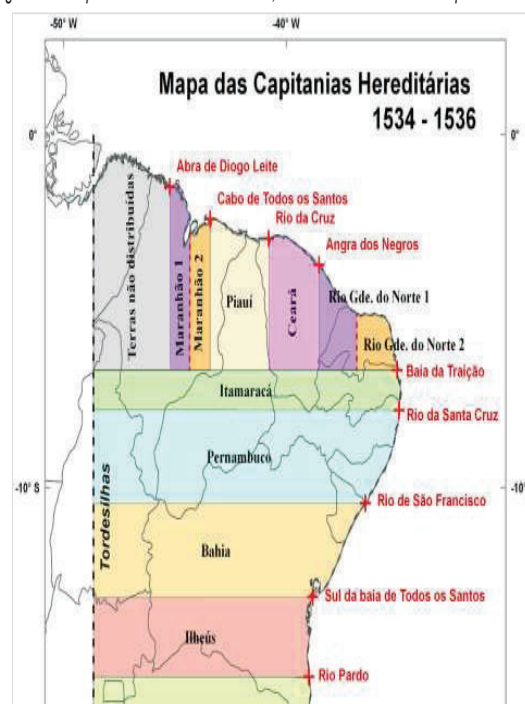 -50° W
-40° W
Mapa das Capitanias Hereditárias
1534 - 1536
0°
0°
Abra de Diogo Leite
Cabo de Todos os Santos
Rio da Cruz
Angra dos Negros
Terras não distribuídas
Maranhão 1
Maranhão 2
Piauí
Ceará
Rio Gde. do Norte 1
Rio Gde. do Norte 2
Baia da Traição
Itamaracá
Rio da Santa Cruz
Pernambuco
-10° S
-10°
Tordesilhas
Rio de São Francisco
Bahia
Sul da baia de Todos os Santos
Ilheús
Rio Pardo